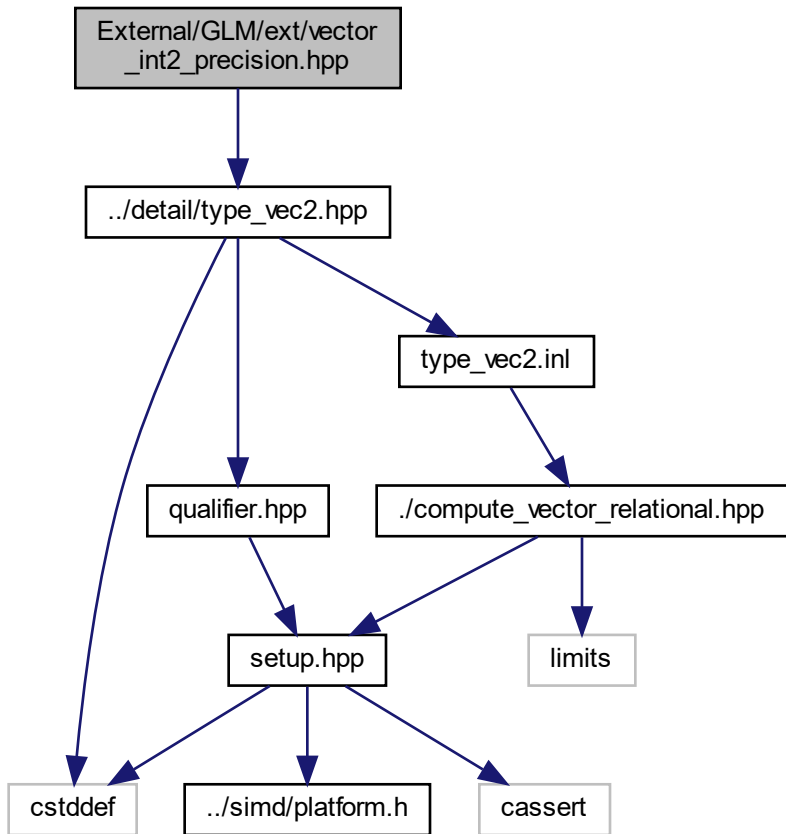 External/GLM/ext/vector
_int2_precision.hpp
../detail/type_vec2.hpp
type_vec2.inl
qualifier.hpp
./compute_vector_relational.hpp
setup.hpp
limits
cstddef
../simd/platform.h
cassert